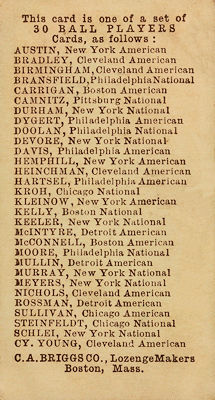 This card is one of a set of
30 BALL PLAYERS
Cards, as follows:
AUSTIN, New York American
BRADLEY, Cleveland American
BIRMINGHAM, Cleveland American
BRANSFIELD, Philadelphia National
CARRIGAN, Boston American
CAMNITZ, Pittsburg National
DURHAM, New York National
DYGERT, Philadelphia American
DOOLAN, Philadelphia National
DEVORE, New York National
DAVIS, Philadelphia American
HEMPHILL, New York American
HEINCHMAN, Cleveland American
HARTSEL, Philadelphia American
KROH, Chicago National
KLEINOW, New York American
KELLY, Boston National
KEELER, New York National
McINTYRE, Detroit American
McCONNELL, Boston American
MOORE, Philadelphia National
MULLIN, Detroit American
MURRAY, New York National
MEYERS, New York National
NICHOLS, Cleveland American
ROSSMAN, Detroit American
SULLIVAN, Chicago American
STEINFELDT, Chicago National
SCHLEI, New York National
CY. YOUNG, Cleveland American
C.A. BRIGGS CO., Lozenge Makers
Boston, Mass.